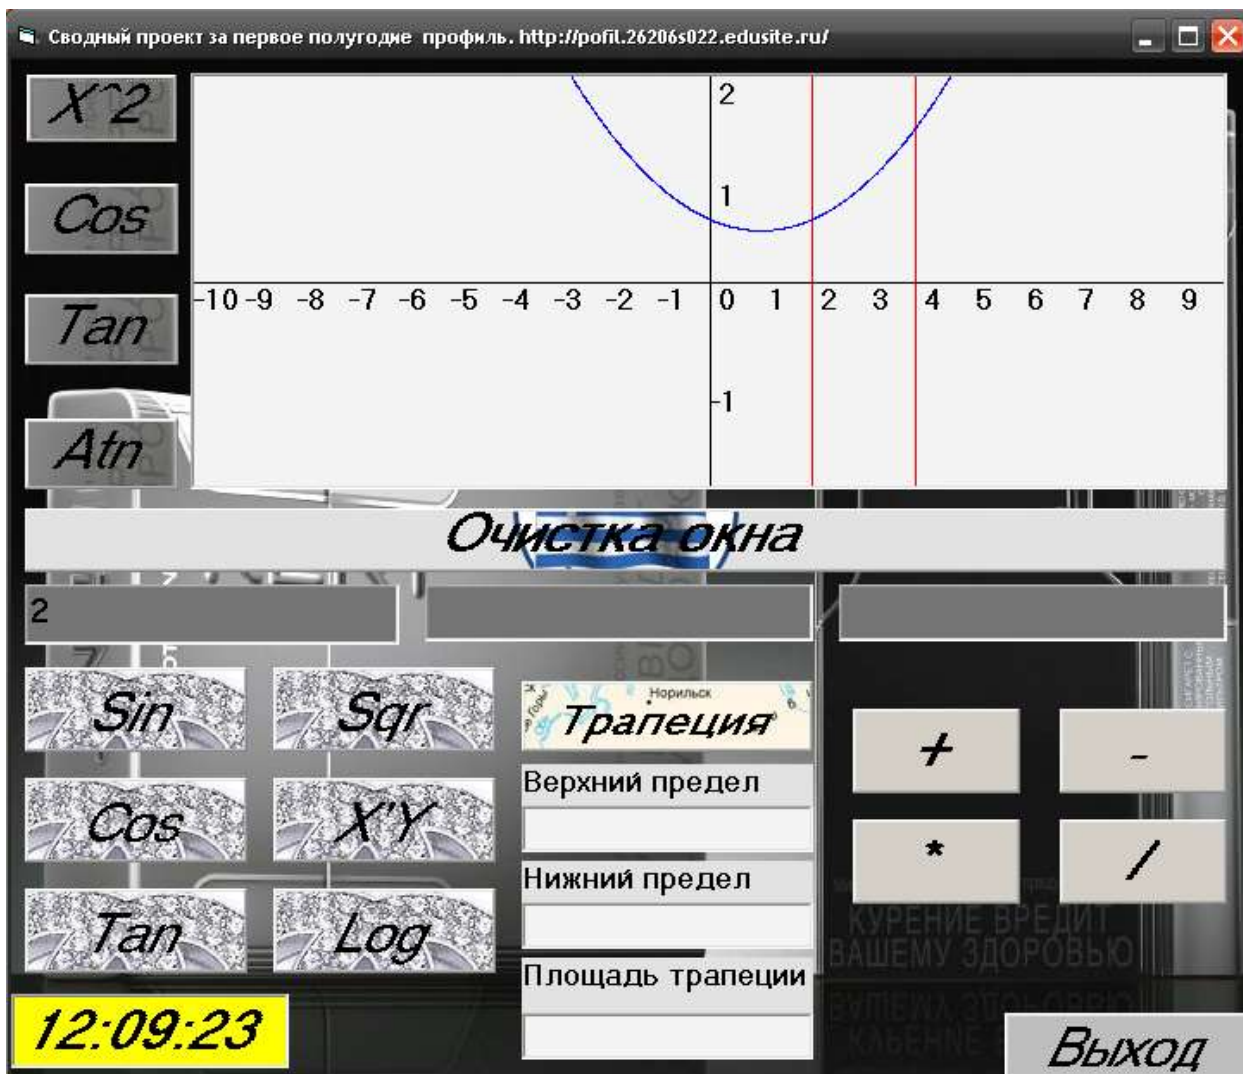 Сводный проект за первое полугодие профиль. http://pofil.26206s022.edusite.ru/
X^2
Cos
Tan
Atn
2
1
-10 -9 -8 -7 -6 -5 -4 -3 -2 -1 0 1 2 3 4 5 6 7 8 9
-1
Очистка окна
2
Sin
Sqr
Cos
X'Y
Tan
Log
Норильск
Трапеция
Верхний предел
Нижний предел
Площадь трапеции
+
-
*
/
КУРЕНИЕ ВРЕДИТ
ВАШЕМУ ЗДОРОВЬЮ
12:09:23
Выход